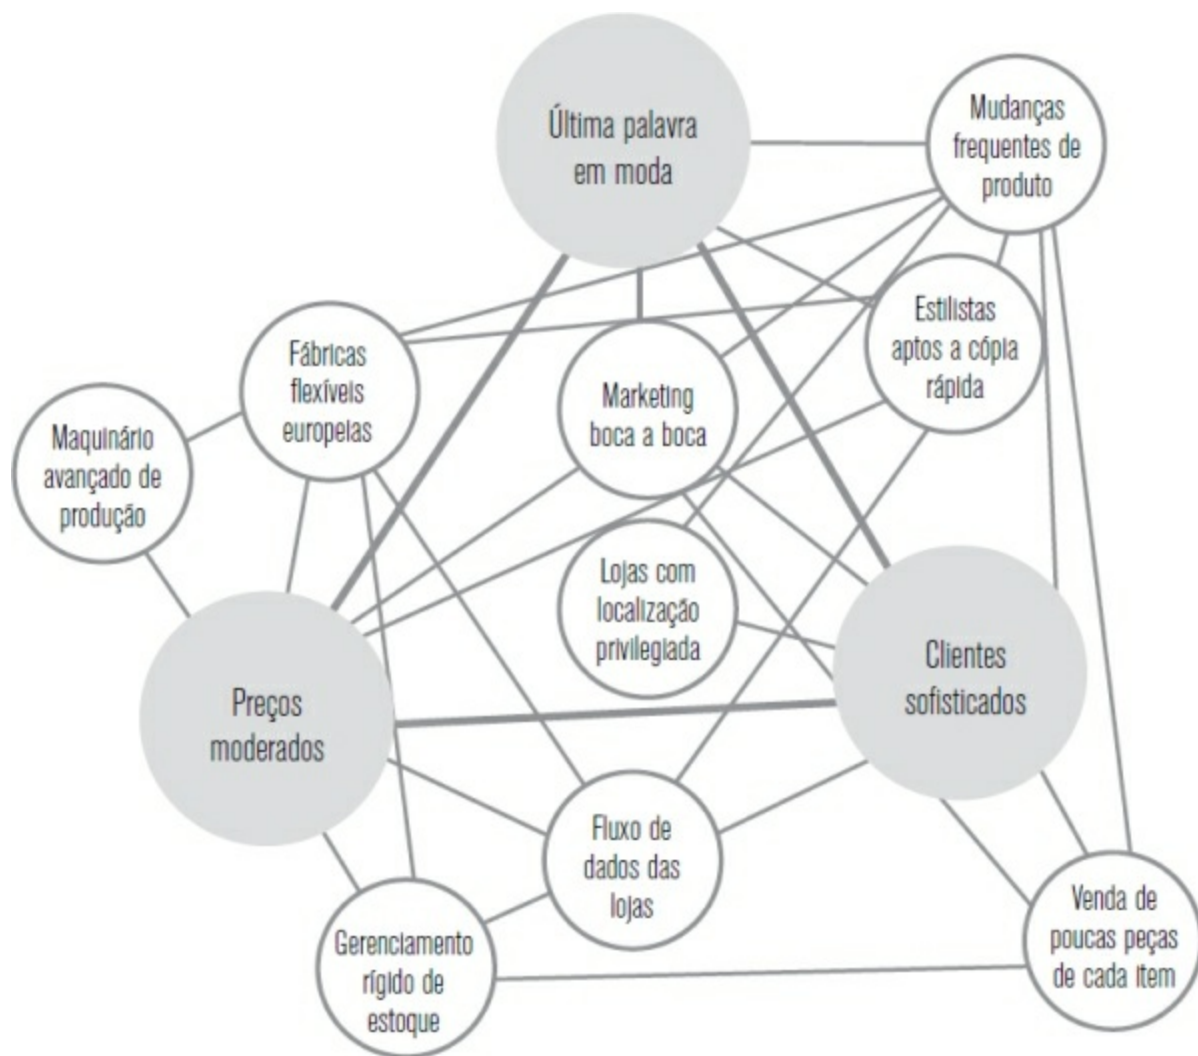 Última palavra
em moda
Mudanças
frequentes de
produto
Estilistas
aptos a cópia
rápida
Fábricas
flexíveis
europeias
Marketing
boca a boca
Maquinário
avançado de
produção
Lojas com
localização
privilegiada
Clientes
sofisticados
Preços
moderados
Fluxo de
dados das
lojas
Venda de
poucas peças
de cada item
Gerenciamento
rígido de
estoque